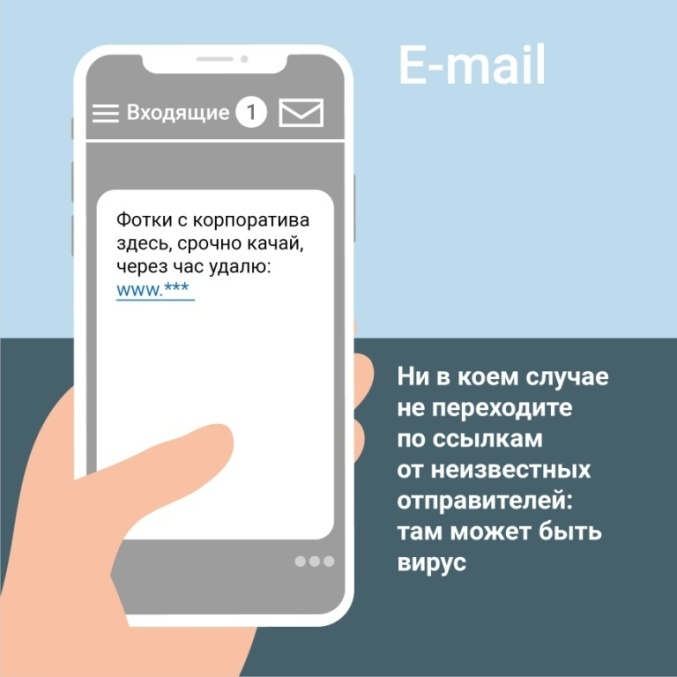 E-mail
Входящие 1
Фотки с корпоратива
здесь, срочно качай,
через час удалю:
www.***
Ни в коем случае
не переходите
по ссылкам
от неизвестных
отправителей:
там может быть
вирус